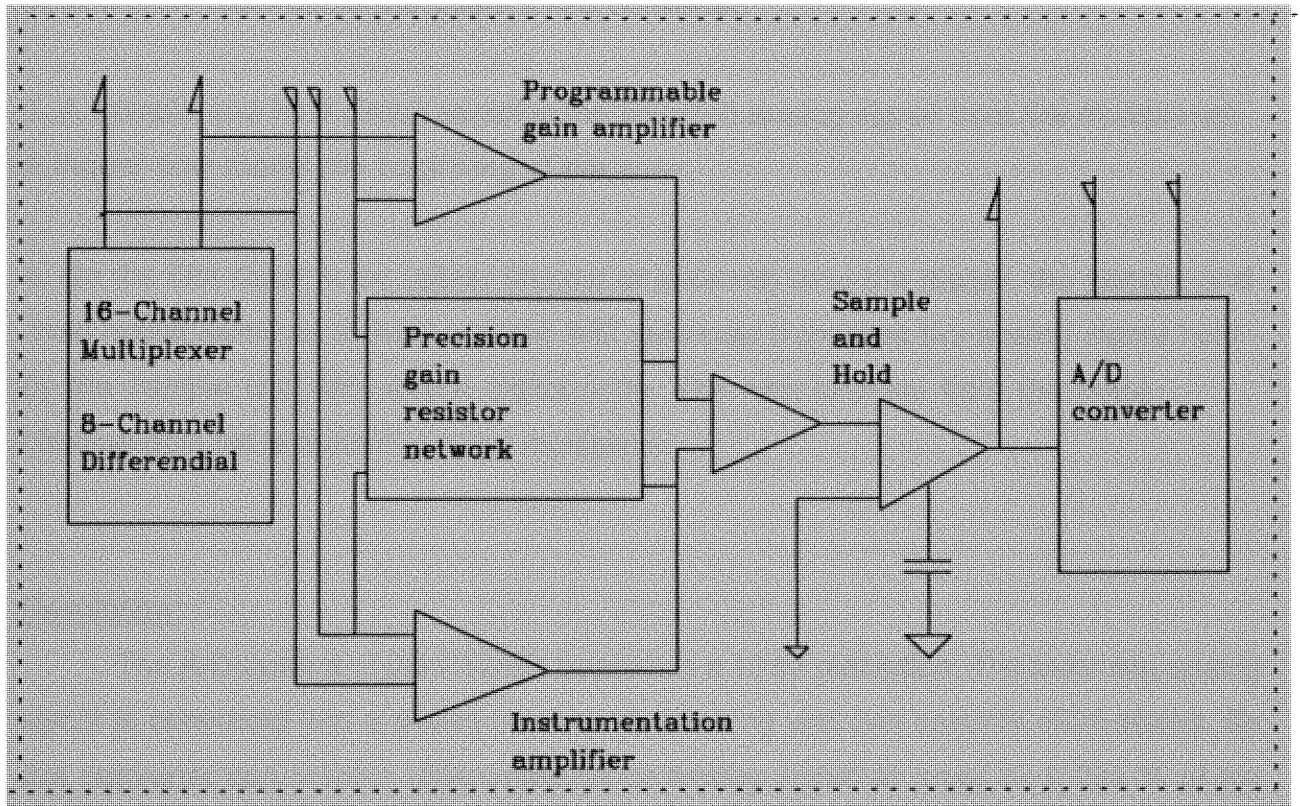 Programmable
gain amplifier
16-Channel
Multiplexer
8-Channel
Differendial
Precision
gain
resistor
network
Sample
and
Hold
A/D
converter
Instrumentation
amplifier